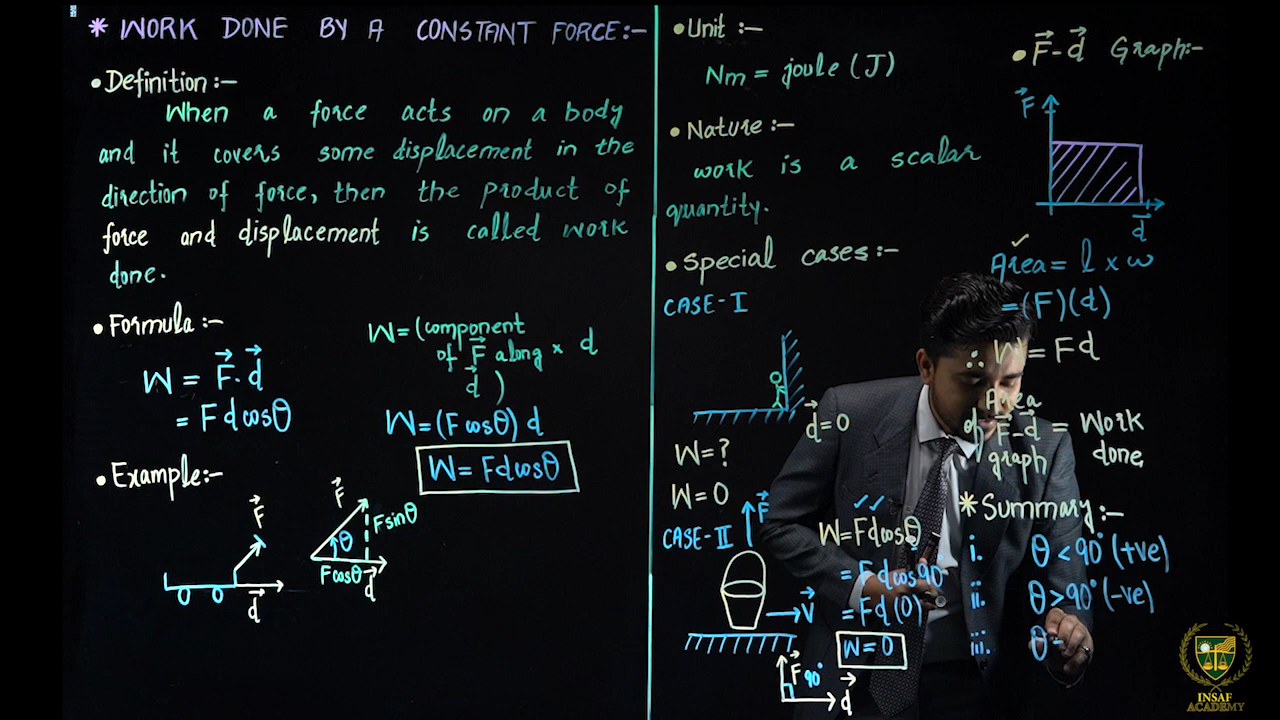 * WORK DONE BY A CONSTANT FORCE:-
• Definition :-
When a force acts on a body
and it covers some displacement in the
direction of force, then the product of
force and displacement is called work
done.
• Formula :-
W = F⃗ . d⃗
= F d cosθ
W = (component
of F⃗ along × d
d⃗ )
W = (F cosθ) d
W = Fd cosθ
• Example :-
F⃗
d⃗
F⃗
F sinθ
θ
F cosθ
d⃗
• Unit :-
Nm = joule (J)
• Nature :-
work is a scalar
quantity.
• Special cases :-
CASE-I
d⃗ = 0
W = ?
W = 0
CASE-II
F⃗
V⃗
W = Fd cosθ
= Fd cos 90°
= Fd (0)
W = 0
F⃗ 90°
d⃗
• F⃗ - d⃗ Graph:-
F⃗
d⃗
Area = l × w
= (F) (d)
∴ W = Fd
Area
of F⃗-d⃗ = Work
graph done
* Summary :-
i. θ < 90° (+ve)
ii. θ > 90° (-ve)
iii. θ =
INSAF
ACADEMY